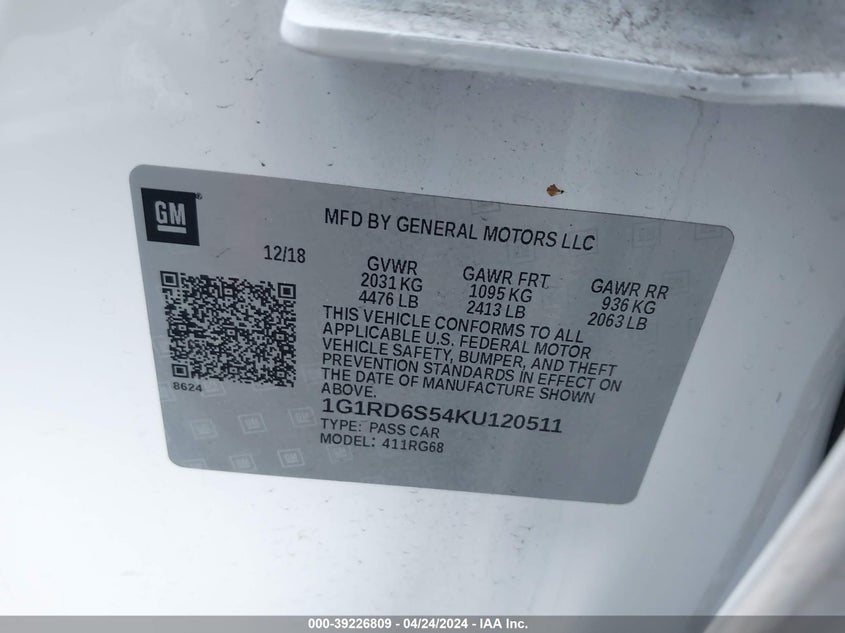 GM®
MFD BY GENERAL MOTORS LLC
12/18
GVWR
2031 KG
4476 LB
GAWR FRT
1095 KG
2413 LB
GAWR RR
936 KG
2063 LB
THIS VEHICLE CONFORMS TO ALL
APPLICABLE U.S. FEDERAL MOTOR
VEHICLE SAFETY, BUMPER, AND THEFT
PREVENTION STANDARDS IN EFFECT ON
THE DATE OF MANUFACTURE SHOWN
ABOVE.
8624
1G1RD6S54KU120511
TYPE: PASS CAR
MODEL: 411RG68
000-39226809 - 04/24/2024 - IAAI.com